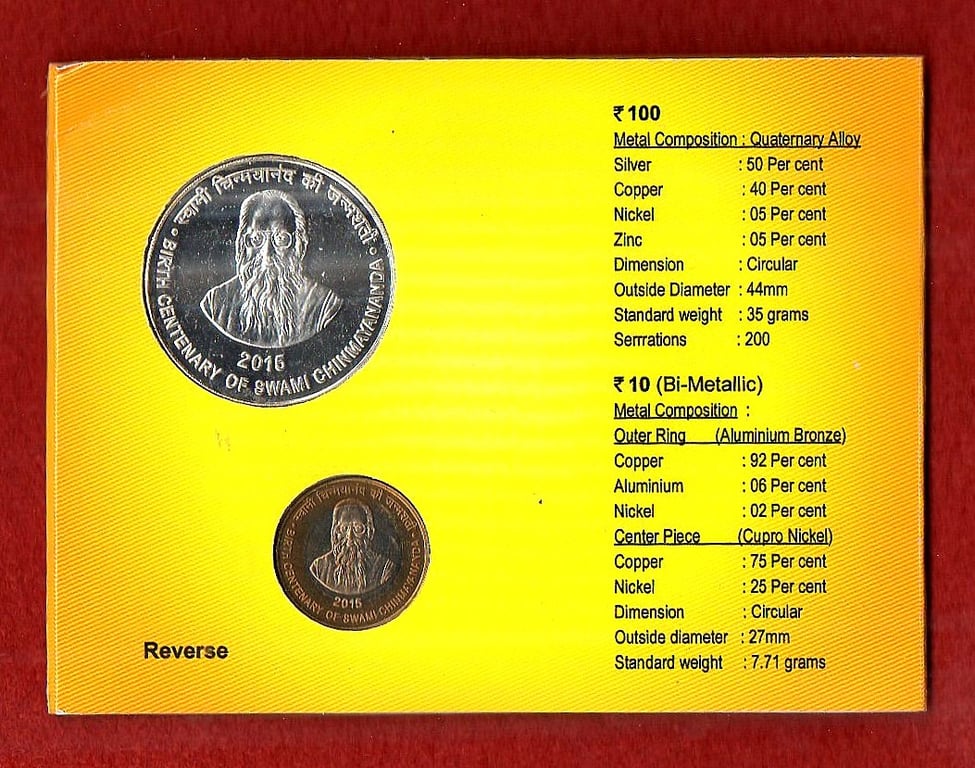 स्वामी चिन्मयानंद की जन्मशती
BIRTH CENTENARY OF SWAMI CHINMAYANANDA
2015
स्वामी चिन्मयानंद की जन्मशती
BIRTH CENTENARY OF SWAMI CHINMAYANANDA
2015
Reverse
₹ 100
Metal Composition : Quaternary Alloy
Silver : 50 Per cent
Copper : 40 Per cent
Nickel : 05 Per cent
Zinc : 05 Per cent
Dimension : Circular
Outside Diameter : 44mm
Standard weight : 35 grams
Serrrations : 200
₹ 10 (Bi-Metallic)
Metal Composition :
Outer Ring (Aluminium Bronze)
Copper : 92 Per cent
Aluminium : 06 Per cent
Nickel : 02 Per cent
Center Piece (Cupro Nickel)
Copper : 75 Per cent
Nickel : 25 Per cent
Dimension : Circular
Outside diameter : 27mm
Standard weight : 7.71 grams